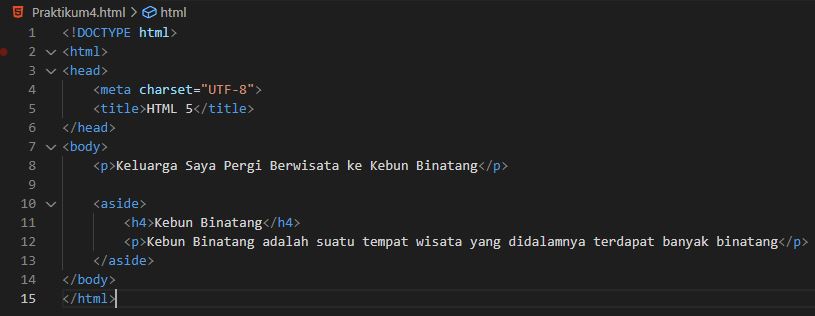 Praktikum4.html > html
1 <!DOCTYPE html>
2 <html>
3 <head>
4 <meta charset="UTF-8">
5 <title>HTML 5</title>
6 </head>
7 <body>
8 <p>Keluarga Saya Pergi Berwisata ke Kebun Binatang</p>
9
10 <aside>
11 <h4>Kebun Binatang</h4>
12 <p>Kebun Binatang adalah suatu tempat wisata yang didalamnya terdapat banyak binatang</p>
13 </aside>
14 </body>
15 </html>